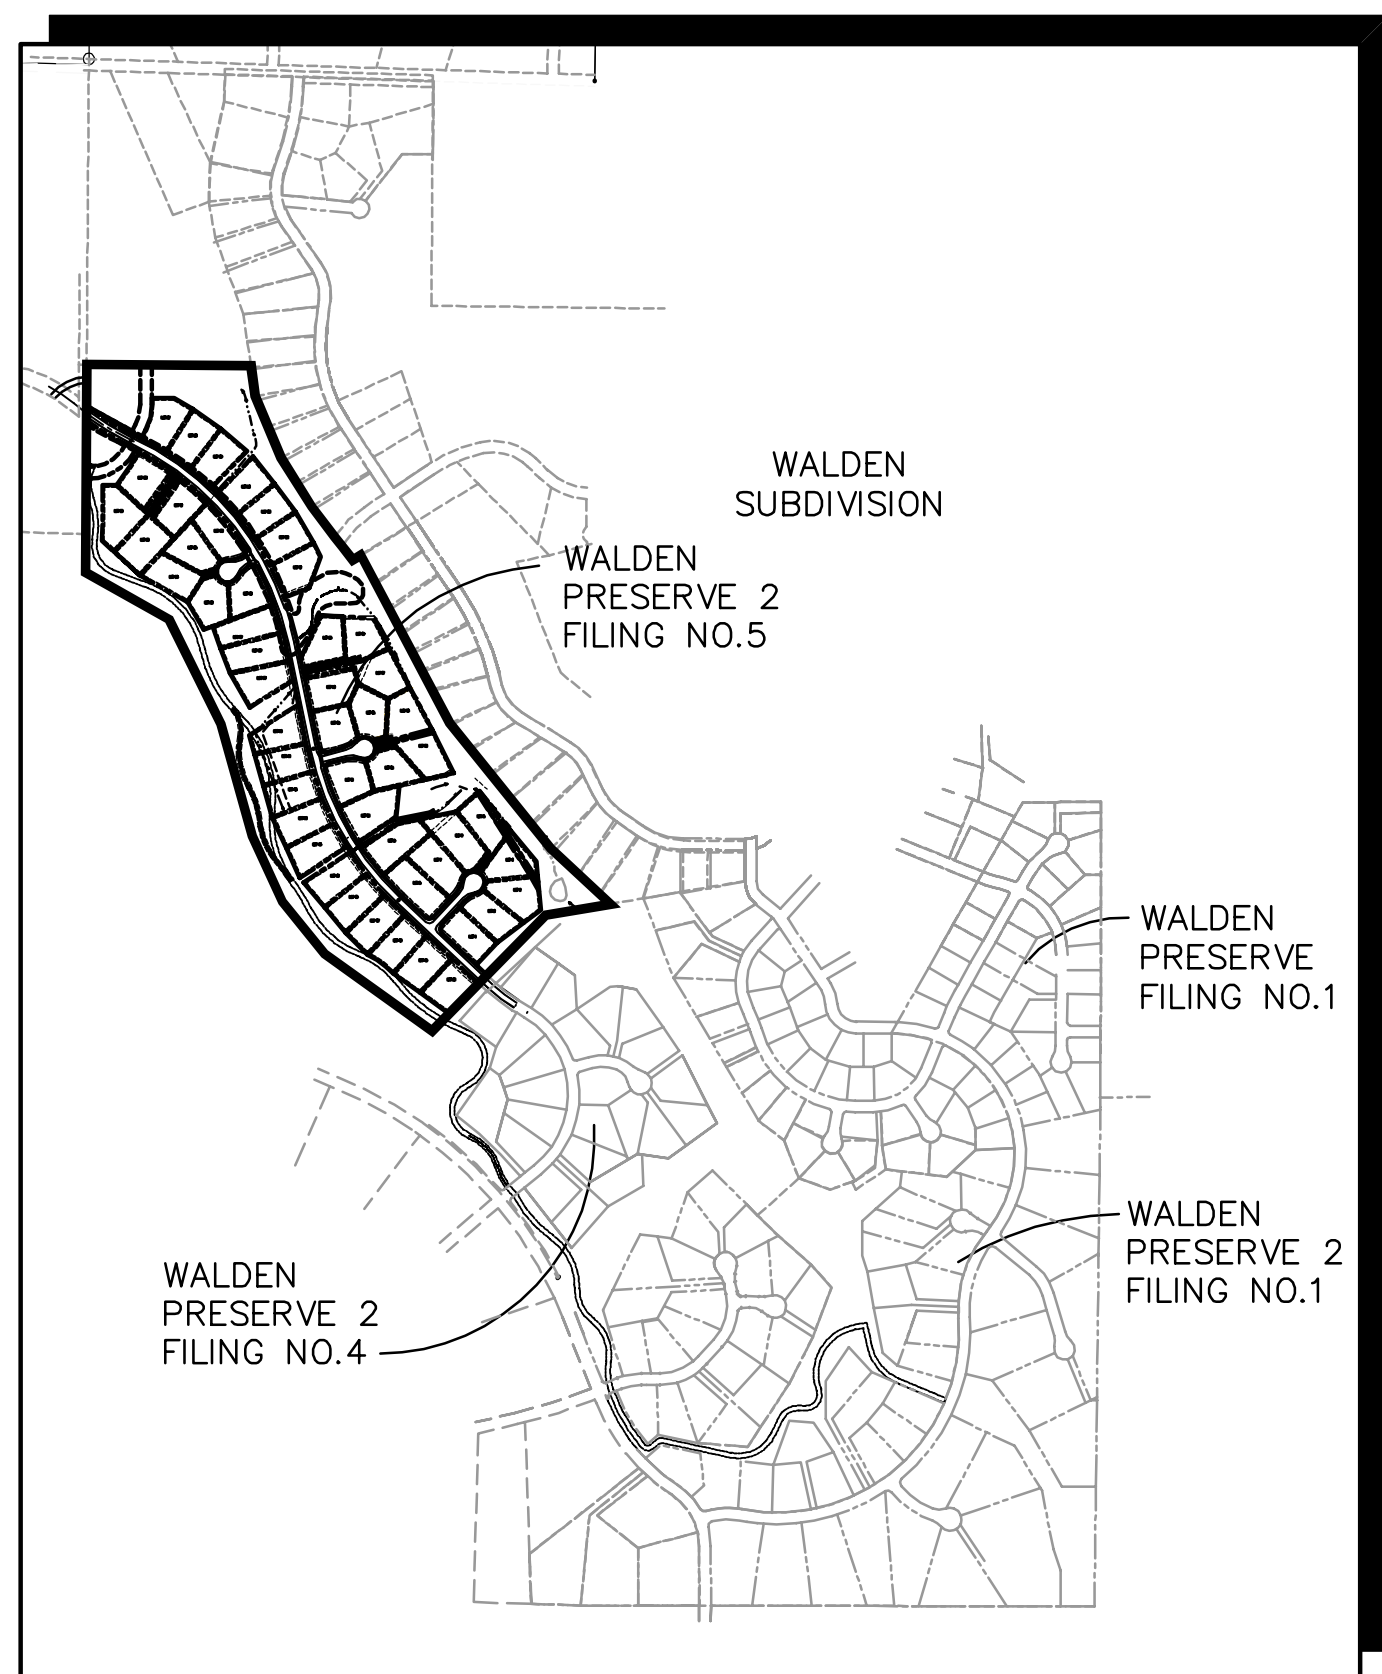 WALDEN
SUBDIVISION
WALDEN
PRESERVE 2
FILING NO.5
WALDEN
PRESERVE
FILING NO.1
WALDEN
PRESERVE 2
FILING NO.1
WALDEN
PRESERVE 2
FILING NO.4